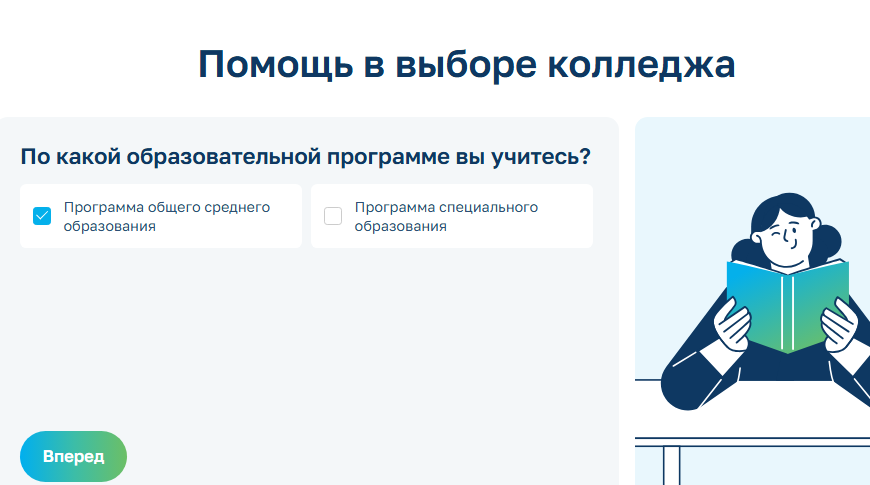 Помощь в выборе колледжа
По какой образовательной программе вы учитесь?
Программа общего среднего
образования
Программа специального
образования
Вперед